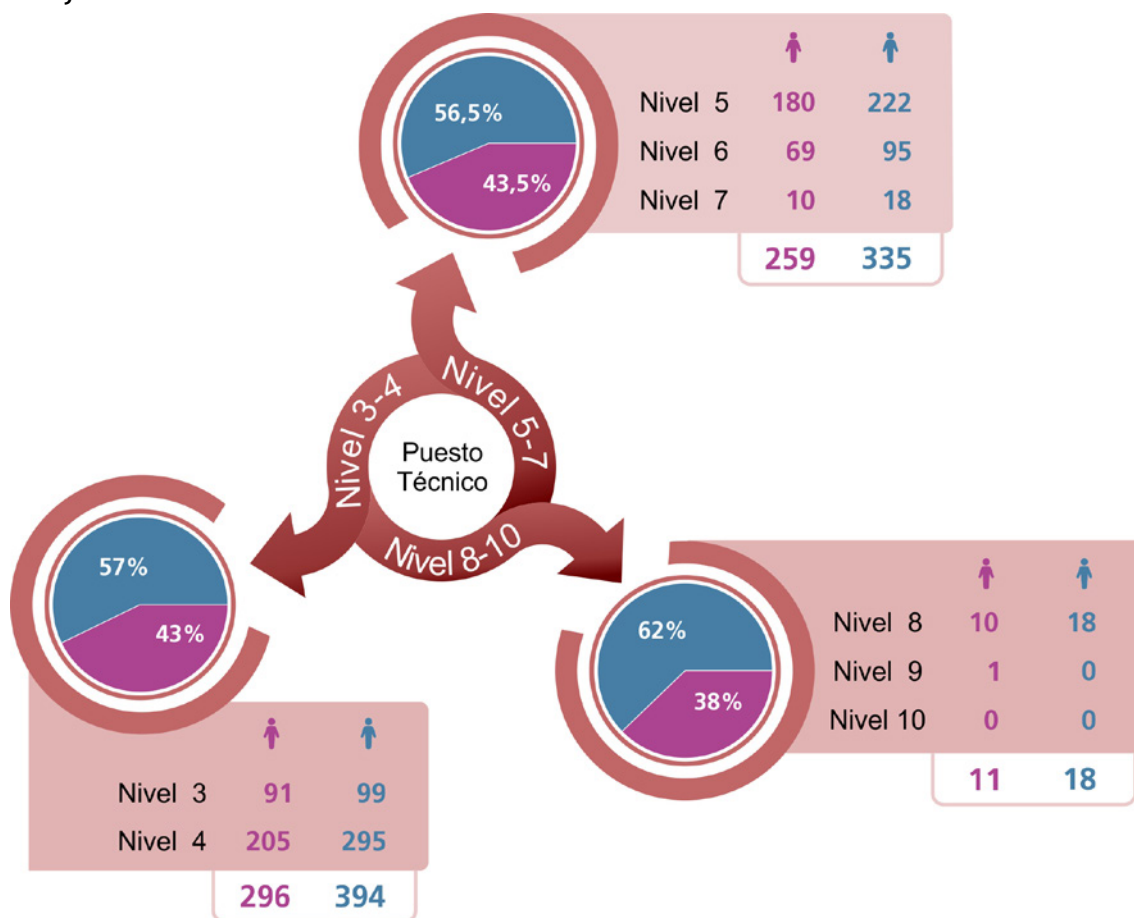 56,5%
43,5%
Nivel 5 180 222
Nivel 6 69 95
Nivel 7 10 18
259 335
Nivel 3-4
Nivel 5-7
Nivel 8-10
Puesto
Técnico
57%
43%
Nivel 3 91 99
Nivel 4 205 295
296 394
62%
38%
Nivel 8 10 18
Nivel 9 1 0
Nivel 10 0 0
11 18